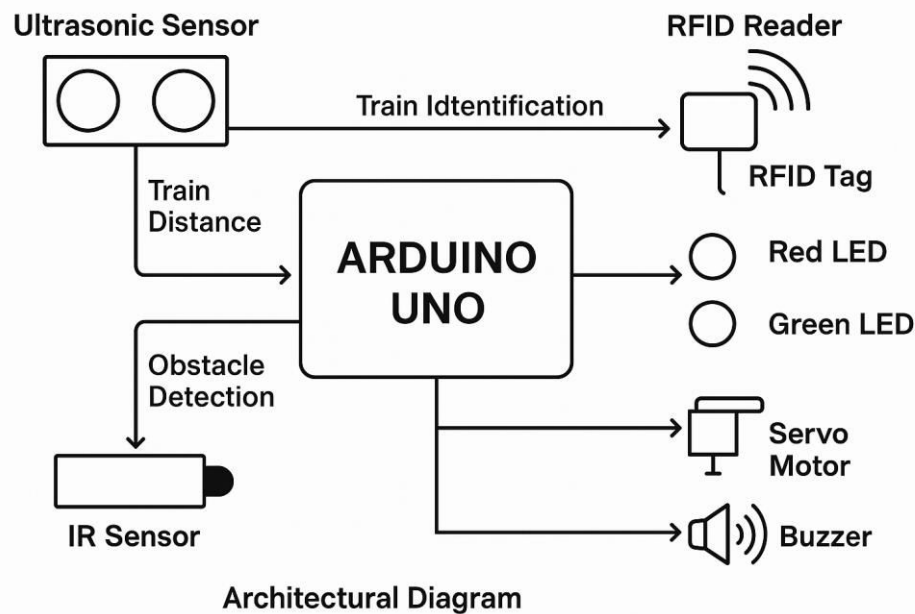 Ultrasonic Sensor
RFID Reader
Train Idtentification
Train
Distance
RFID Tag
ARDUINO
UNO
Red LED
Green LED
Obstacle
Detection
Servo
Motor
IR Sensor
Buzzer
Architectural Diagram